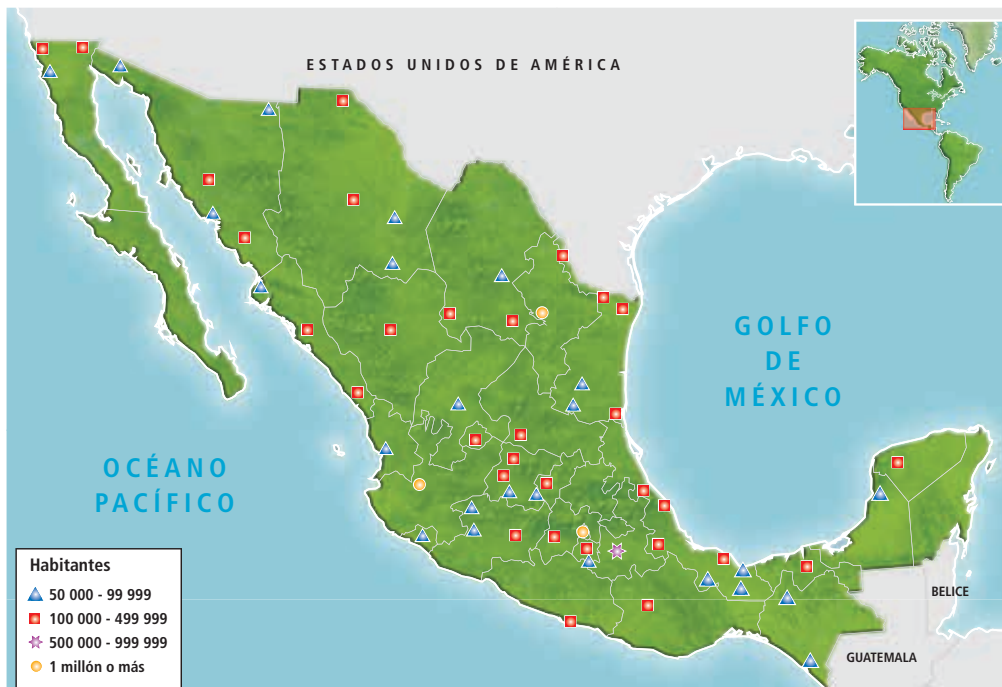 ESTADOS UNIDOS DE AMÉRICA
GOLFO
DE
MÉXICO
OCÉANO
PACÍFICO
Habitantes
50 000 - 99 999
100 000 - 499 999
500 000 - 999 999
1 millón o más
BELICE
GUATEMALA